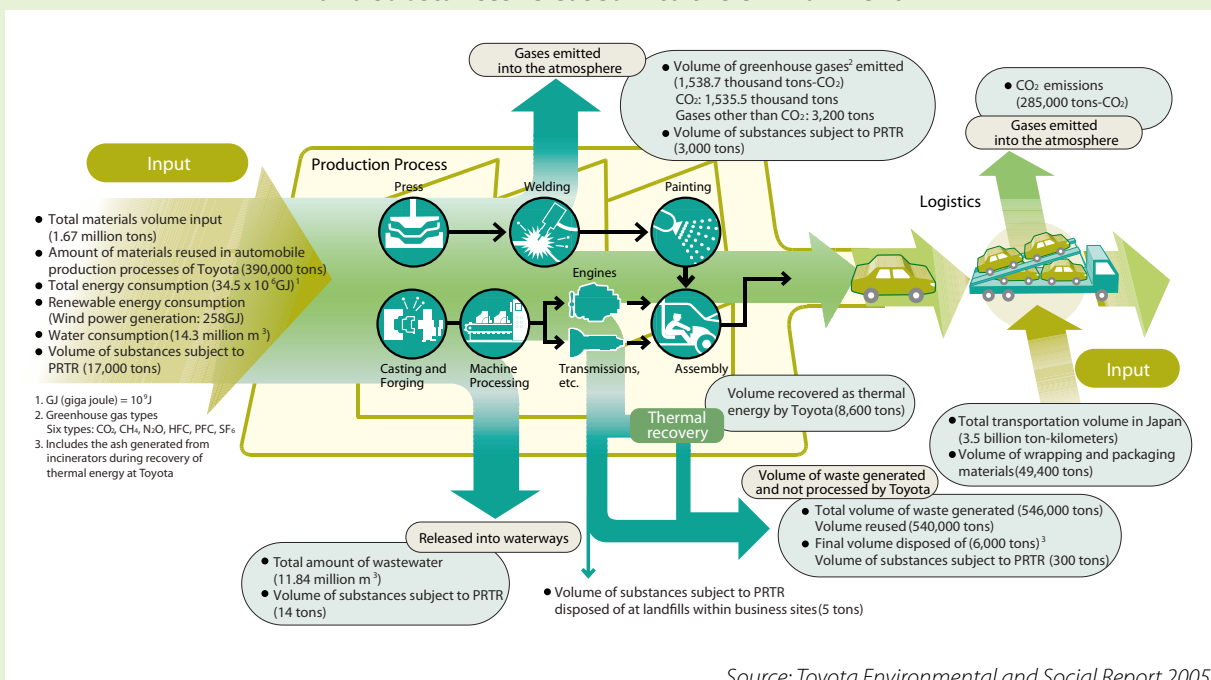 Gases emitted
into the atmosphere
● Volume of greenhouse gases² emitted
(1,538.7 thousand tons-CO₂)
CO₂: 1,535.5 thousand tons
Gases other than CO₂: 3,200 tons
● Volume of substances subject to PRTR
(3,000 tons)
● CO₂ emissions
(285,000 tons-CO₂)
Gases emitted
into the atmosphere
Input
Production Process
Press
Welding
Painting
Logistics
● Total materials volume input
(1.67 million tons)
● Amount of materials reused in automobile
production processes of Toyota (390,000 tons)
● Total energy consumption (34.5 x 10⁶GJ)¹
● Renewable energy consumption
(Wind power generation: 258GJ)
● Water consumption (14.3 million m³)
● Volume of substances subject to
PRTR (17,000 tons)
Engines
Casting and
Forging
Machine
Processing
Transmissions,
etc.
Assembly
Input
1. GJ (giga joule) = 10⁹J
2. Greenhouse gas types
Six types: CO₂, CH₄, N₂O, HFC, PFC, SF₆
3. Includes the ash generated from
incinerators during recovery of
thermal energy at Toyota
Volume recovered as thermal
energy by Toyota (8,600 tons)
Thermal
recovery
● Total transportation volume in Japan
(3.5 billion ton-kilometers)
● Volume of wrapping and packaging
materials (49,400 tons)
Volume of waste generated
and not processed by Toyota
● Total volume of waste generated (546,000 tons)
Volume reused (540,000 tons)
● Final volume disposed of (6,000 tons)³
Volume of substances subject to PRTR (300 tons)
Released into waterways
● Total amount of wastewater
(11.84 million m³)
● Volume of substances subject to PRTR
(14 tons)
● Volume of substances subject to PRTR
disposed of at landfills within business sites (5 tons)
Source: Toyota Environmental and Social Report 2005